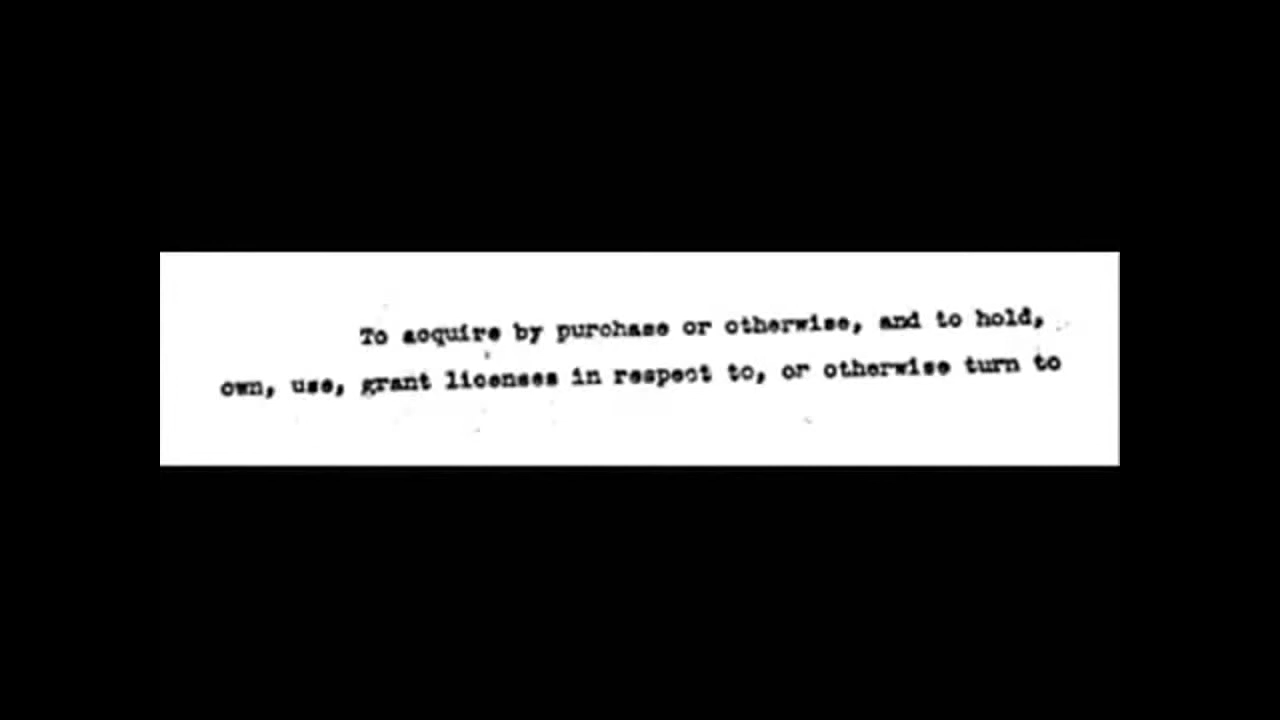 To acquire by purchase or otherwise, and to hold,
own, use, grant licenses in respect to, or otherwise turn to